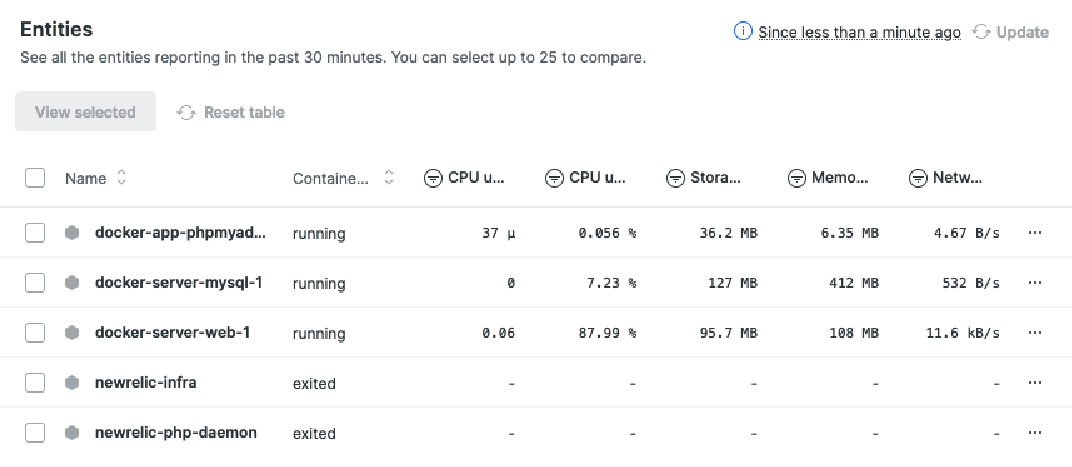 Entities
Since less than a minute ago Update
See all the entities reporting in the past 30 minutes. You can select up to 25 to compare.
View selected Reset table
Name Containe... CPU u... CPU u... Stora... Memo... Netw...
docker-app-phpmyad... running 37 µ 0.056 % 36.2 MB 6.35 MB 4.67 B/s ...
docker-server-mysql-1 running 0 7.23 % 127 MB 412 MB 532 B/s ...
docker-server-web-1 running 0.06 87.99 % 95.7 MB 108 MB 11.6 kB/s ...
newrelic-infra exited - - - - - ...
newrelic-php-daemon exited - - - - - ...